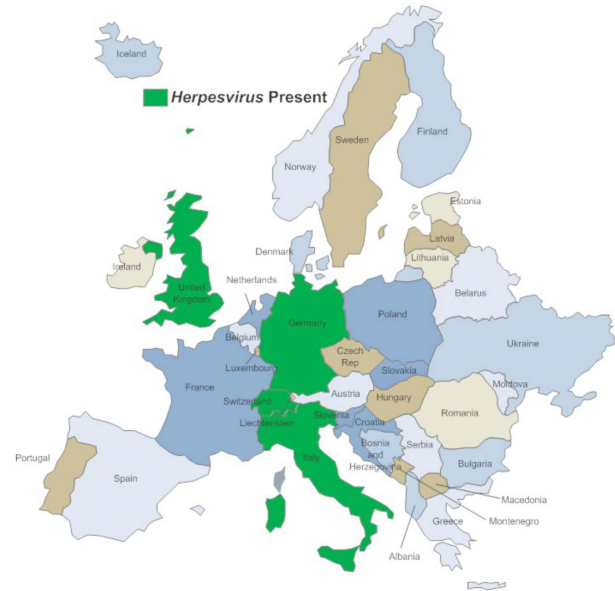 Iceland
Herpesvirus Present
Finland
Sweden
Norway
Estonia
Latvia
Lithuania
Denmark
Ireland
United
Kingdom
Netherlands
Belarus
Poland
Germany
Belgium
Luxembourg
Czech
Rep
Ukraine
Slovakia
Moldova
France
Switzerland
Austria
Hungary
Romania
Liechtenstein
Slovenia
Croatia
Bosnia
and
Herzegovina
Serbia
Italy
Portugal
Spain
Bulgaria
Macedonia
Montenegro
Greece
Albania